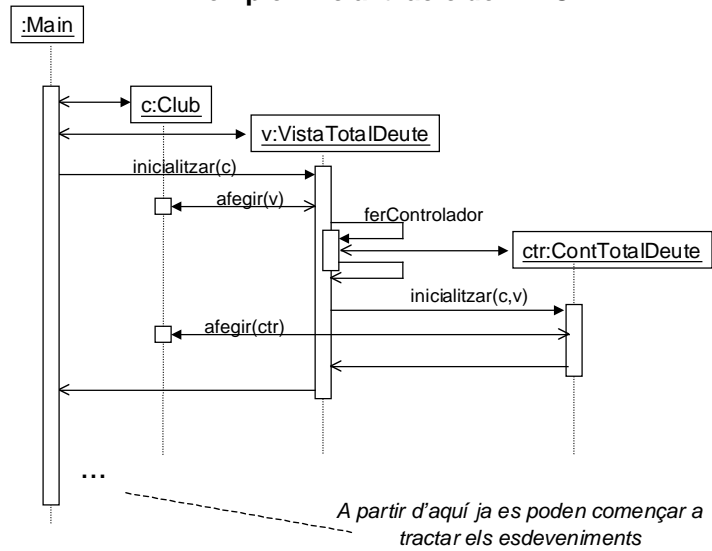 :Main
c:Club
v:VistaTotalDeute
inicialitzar(c)
afegir(v)
ferControlador
ctr:ContTotalDeute
inicialitzar(c,v)
afegir(ctr)
...
A partir d'aquí ja es poden començar a
tractar els esdeveniments